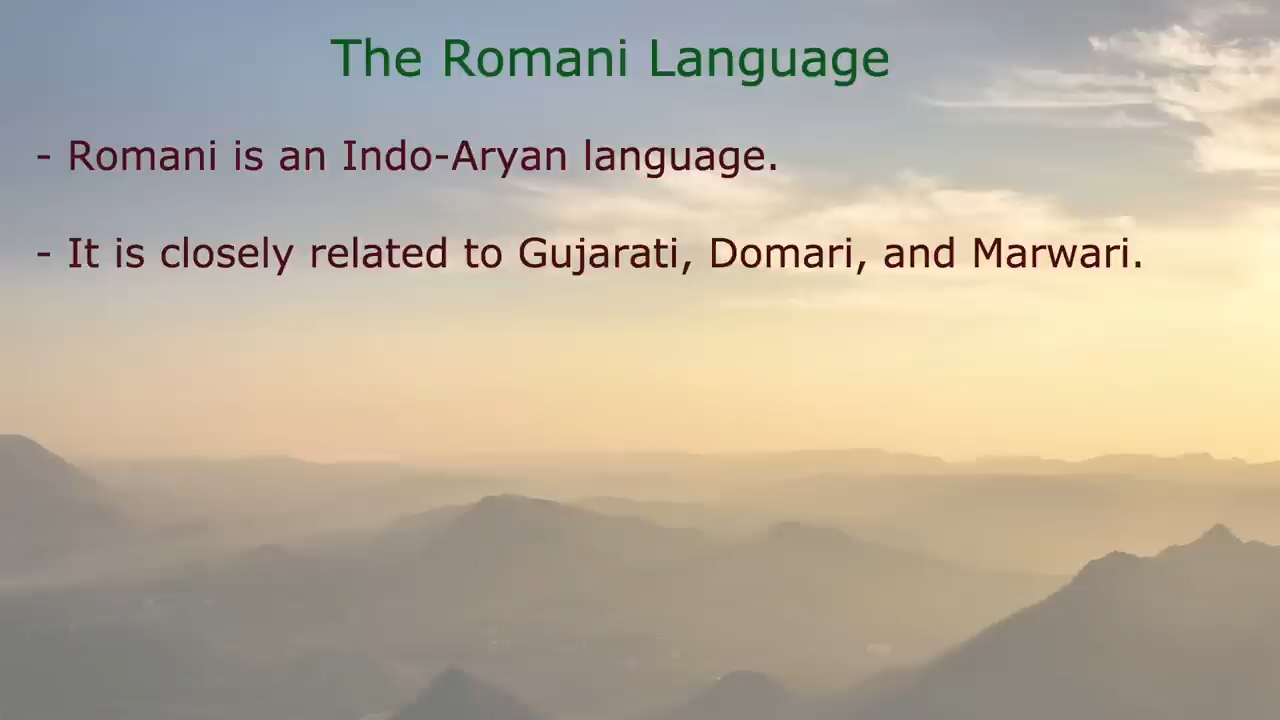 The Romani Language
- Romani is an Indo-Aryan language.
- It is closely related to Gujarati, Domari, and Marwari.